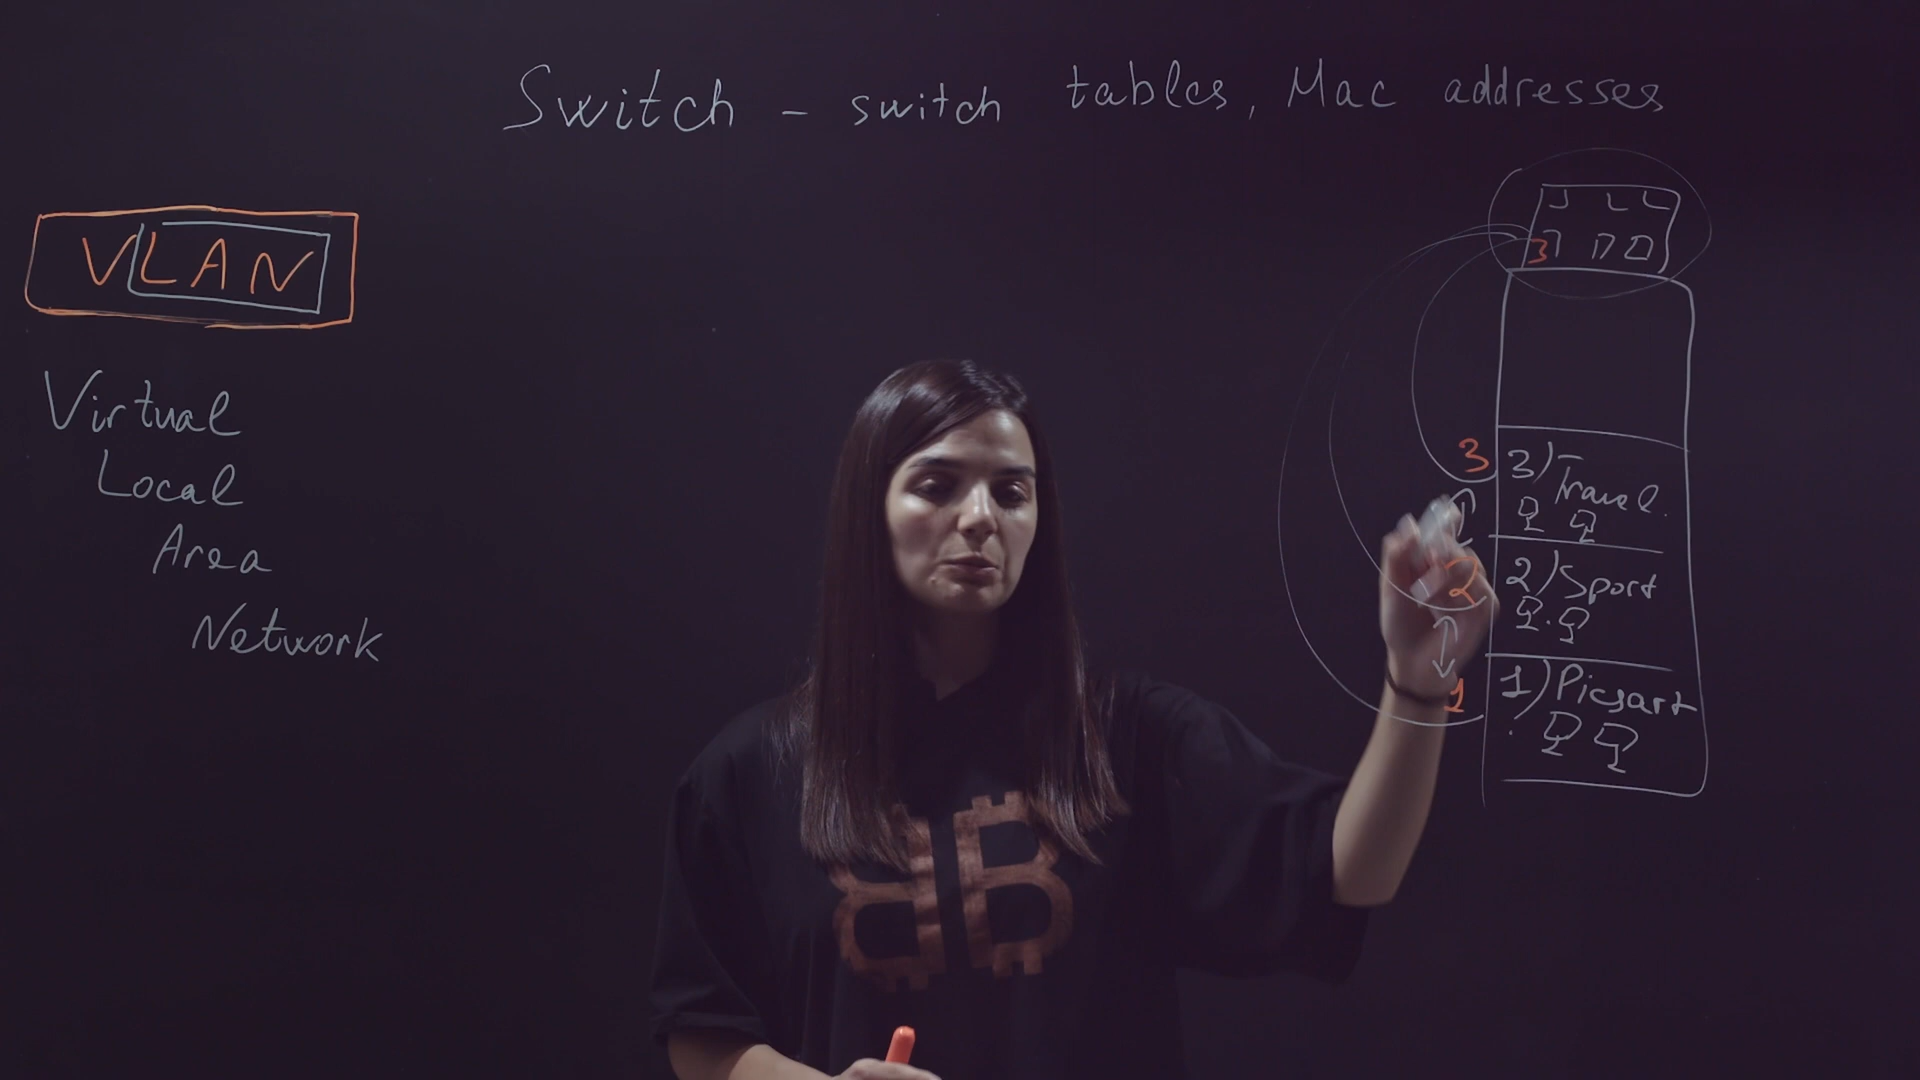 Switch - switch tables, Mac addresses
VLAN
Virtual
Local
Area
Network
3
3
3) Travel.
2
2) Sport
1
1) Picsart